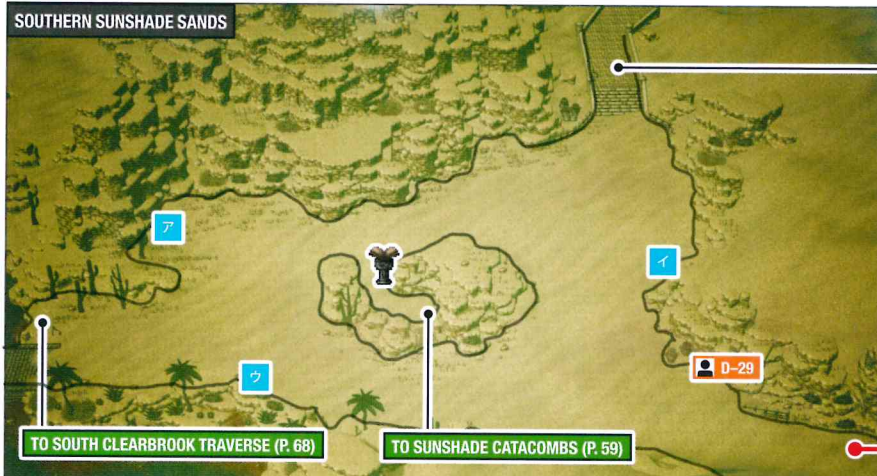 SOUTHERN SUNSHADE SANDS
ア
イ
D–29
ウ
TO SOUTH CLEARBROOK TRAVERSE (P. 68)
TO SUNSHADE CATACOMBS (P. 59)